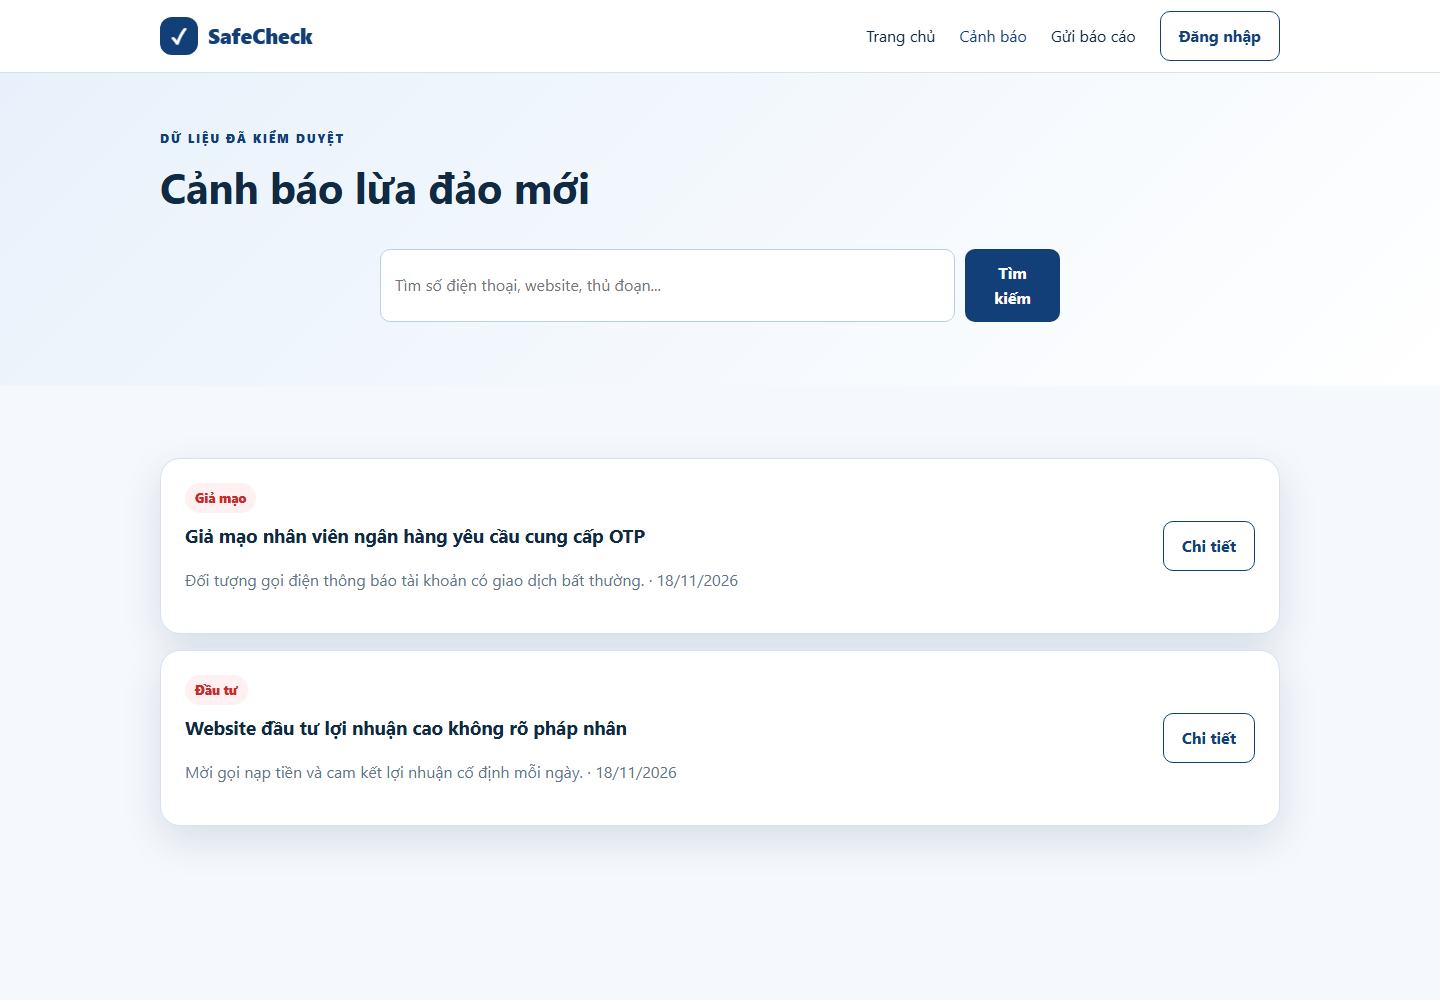 ✓ SafeCheck
Trang chủ
Cảnh báo
Gửi báo cáo
Đăng nhập
DỮ LIỆU ĐÃ KIỂM DUYỆT
Cảnh báo lừa đảo mới
Tìm số điện thoại, website, thủ đoạn...
Tìm
kiếm
Giả mạo
Giả mạo nhân viên ngân hàng yêu cầu cung cấp OTP
Đối tượng gọi điện thông báo tài khoản có giao dịch bất thường. · 18/11/2026
Chi tiết
Đầu tư
Website đầu tư lợi nhuận cao không rõ pháp nhân
Mời gọi nạp tiền và cam kết lợi nhuận cố định mỗi ngày. · 18/11/2026
Chi tiết